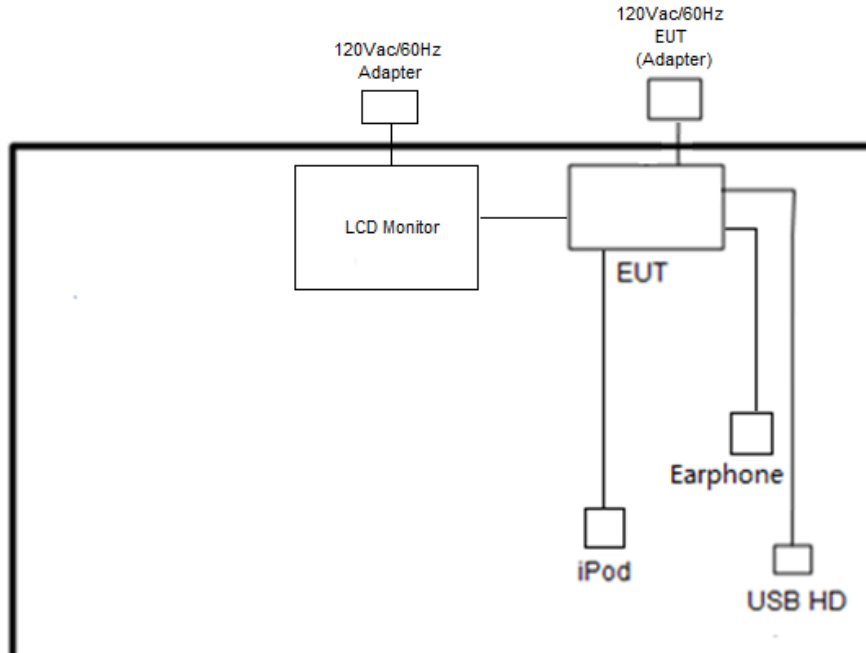 120Vac/60Hz
Adapter
120Vac/60Hz
EUT
(Adapter)
LCD Monitor
EUT
Earphone
iPod
USB HD